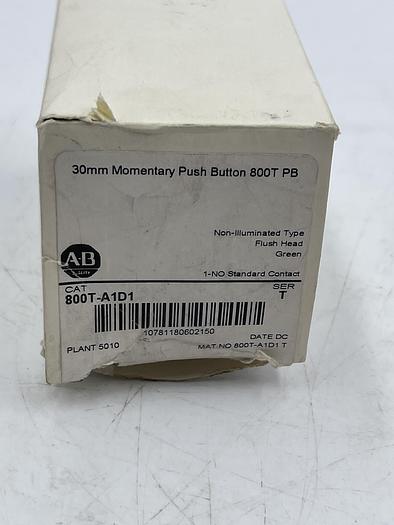 30mm Momentary Push Button 800T PB
Non-Illuminated Type
Flush Head
Green
AB
1-NO Standard Contact
CAT
SER
800T-A1D1
T
10781180602150
DATE DC
PLANT 5010
MAT.NO 800T-A1D1 T